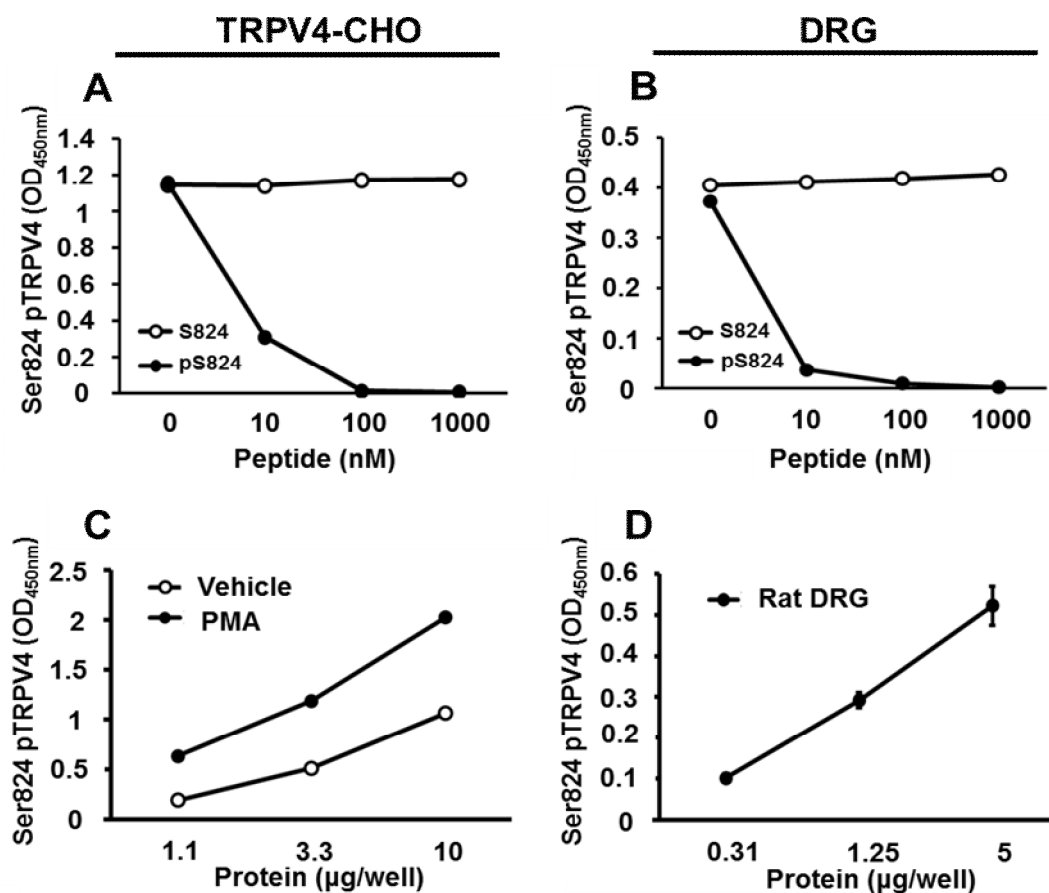 TRPV4-CHO
DRG
A
Ser824 pTRPV4 (OD450nm)
1.4
1.2
1.0
0.8
0.6
0.4
0.2
0
S824
pS824
0 10 100 1000
Peptide (nM)
B
Ser824 pTRPV4 (OD450nm)
0.5
0.4
0.3
0.2
0.1
0
S824
pS824
0 10 100 1000
Peptide (nM)
C
Ser824 pTRPV4 (OD450nm)
2.5
2
1.5
1
0.5
0
Vehicle
PMA
1.1 3.3 10
Protein (µg/well)
D
Ser824 pTRPV4 (OD450nm)
0.6
0.5
0.4
0.3
0.2
0.1
0
Rat DRG
0.31 1.25 5
Protein (µg/well)